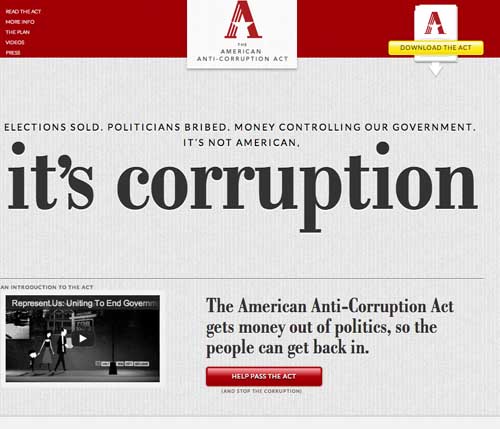 READ THE ACT
MORE INFO
THE PLAN
VIDEOS
PRESS
A
THE
AMERICAN
ANTI-CORRUPTION ACT
A
DOWNLOAD THE ACT
ELECTIONS SOLD. POLITICIANS BRIBED. MONEY CONTROLLING OUR GOVERNMENT.
IT'S NOT AMERICAN,
it's corruption
AN INTRODUCTION TO THE ACT
Represent.Us: Uniting To End Governm
The American Anti-Corruption Act
gets money out of politics, so the
people can get back in.
HELP PASS THE ACT
(AND STOP THE CORRUPTION)